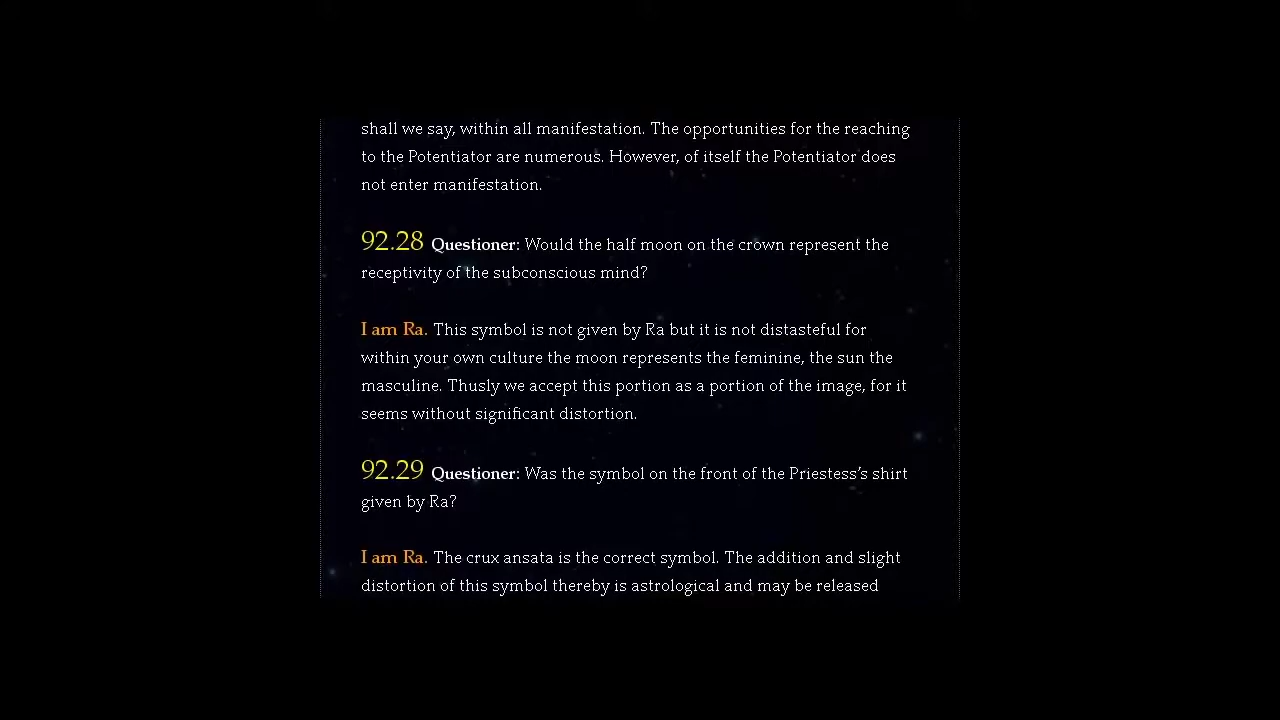 shall we say, within all manifestation. The opportunities for the reaching
to the Potentiator are numerous. However, of itself the Potentiator does
not enter manifestation.
92.28 Questioner: Would the half moon on the crown represent the
receptivity of the subconscious mind?
I am Ra. This symbol is not given by Ra but it is not distasteful for
within your own culture the moon represents the feminine, the sun the
masculine. Thusly we accept this portion as a portion of the image, for it
seems without significant distortion.
92.29 Questioner: Was the symbol on the front of the Priestess’s shirt
given by Ra?
I am Ra. The crux ansata is the correct symbol. The addition and slight
distortion of this symbol thereby is astrological and may be released